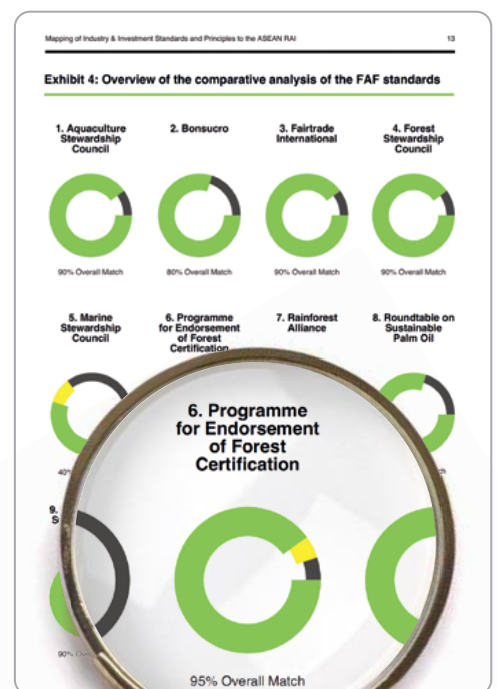 Mapping of Industry & Investment Standards and Principles to the ASEAN RAI 13
Exhibit 4: Overview of the comparative analysis of the FAF standards
1. Aquaculture
Stewardship
Council
2. Bonsucro
3. Fairtrade
International
4. Forest
Stewardship
Council
90% Overall Match
80% Overall Match
90% Overall Match
90% Overall Match
5. Marine
Stewardship
Council
6. Programme
for Endorsement
of Forest
Certification
7. Rainforest
Alliance
8. Roundtable on
Sustainable
Palm Oil
40%
6. Programme
for Endorsement
of Forest
Certification
9.
90%
95% Overall Match